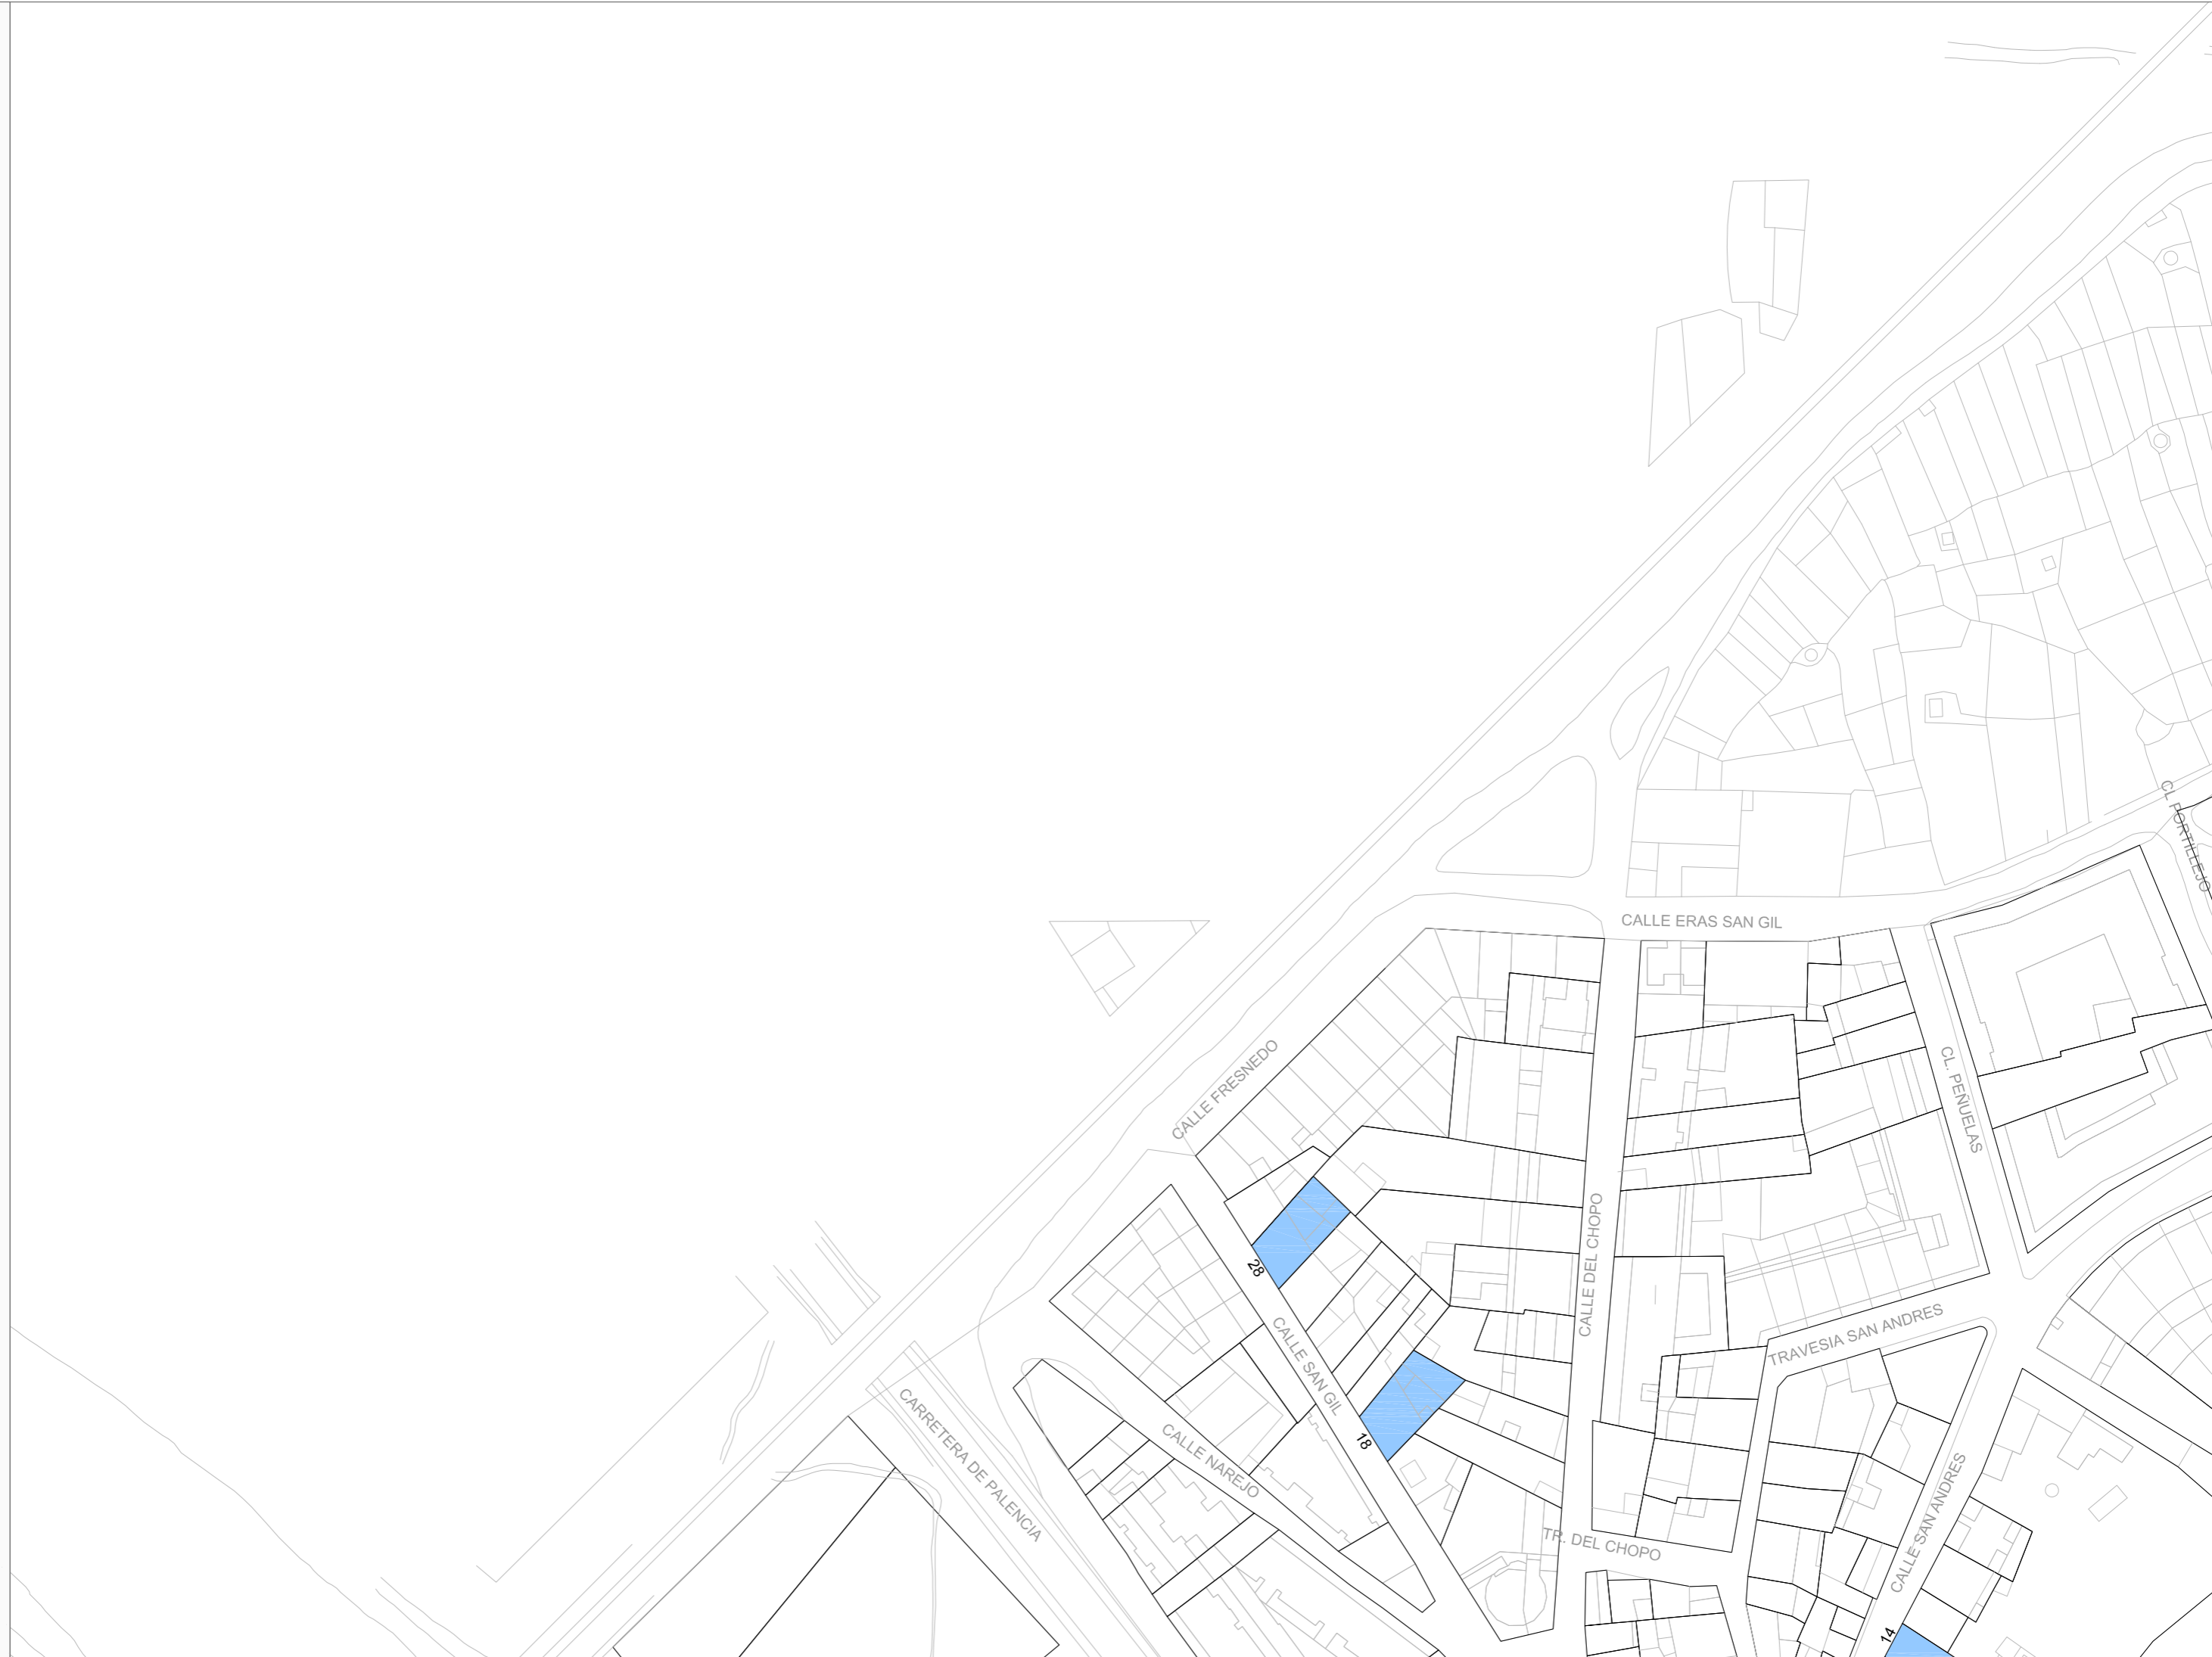 CL PORTILLEJO
CALLE ERAS SAN GIL
CALLE FRESNEDO
CL. PEÑUELAS
CALLE DEL CHOPO
28
CALLE SAN GIL
TRAVESIA SAN ANDRES
CARRETERA DE PALENCIA
CALLE NAREJO
18
TR. DEL CHOPO
CALLE SAN ANDRES
14